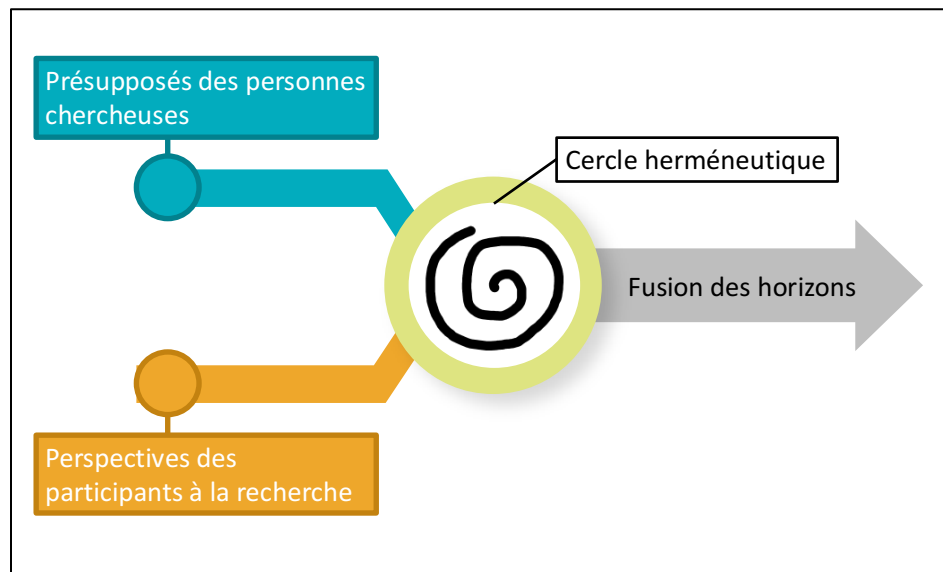 Présupposés des personnes
chercheuses
Cercle herméneutique
Fusion des horizons
Perspectives des
participants à la recherche